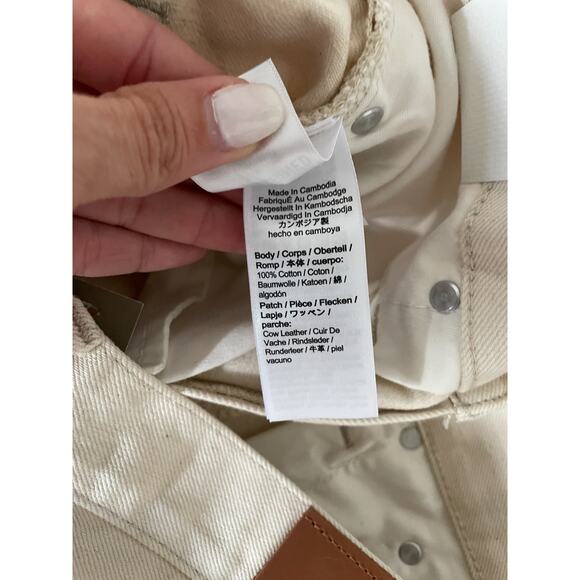 Made In Cambodia
FabriquÉ Au Cambodge
Hergestellt In Kambodscha
Vervaardigd In Cambodja
カンボジア製
hecho en camboya
Body / Corps / Oberteil /
Romp / 本体 / cuerpo:
100% Cotton / Coton /
Baumwolle / Katoen / 綿 /
algodón
Patch / Pièce / Flecken /
Lapje / ワッペン /
parche:
Cow Leather / Cuir De
Vache / Rindsleder /
Runderleer / 牛革 / piel
vacuno